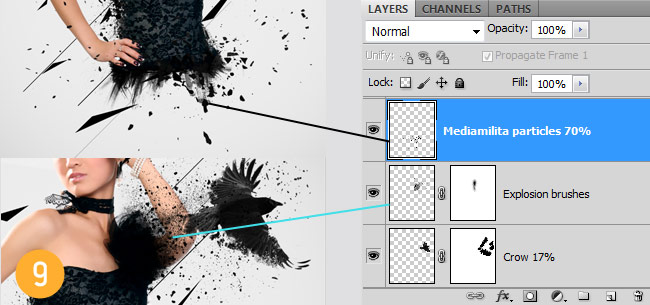 LAYERS CHANNELS PATHS
Normal Opacity: 100%
Unify: Propagate Frame 1
Lock: Fill: 100%
Mediamilita particles 70%
Explosion brushes
Crow 17%
fx
9